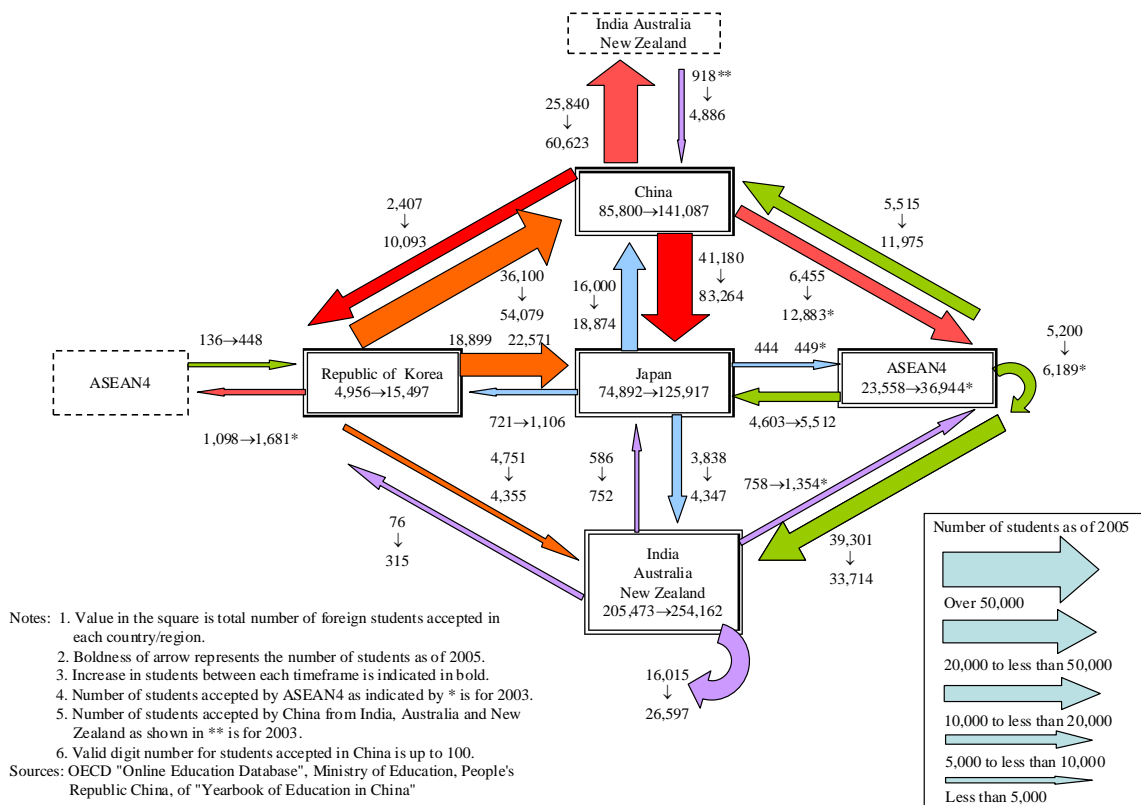 India Australia
New Zealand
918**
↓
4,886
25,840
↓
60,623
China
85,800→141,087
2,407
↓
10,093
5,515
↓
11,975
36,100
↓
54,079
16,000
↓
18,874
41,180
↓
83,264
6,455
↓
12,883*
136→448
ASEAN4
1,098→1,681*
18,899 22,571
Republic of Korea
4,956→15,497
721→1,106
Japan
74,892→125,917
444 449*
ASEAN4
23,558→36,944*
4,603→5,512
5,200
↓
6,189*
4,751
↓
4,355
586
↓
752
3,838
↓
4,347
758→1,354*
76
↓
315
39,301
↓
33,714
India
Australia
New Zealand
205,473→254,162
16,015
↓
26,597
Number of students as of 2005
Over 50,000
20,000 to less than 50,000
10,000 to less than 20,000
5,000 to less than 10,000
Less than 5,000
Notes: 1. Value in the square is total number of foreign students accepted in
each country/region.
2. Boldness of arrow represents the number of students as of 2005.
3. Increase in students between each timeframe is indicated in bold.
4. Number of students accepted by ASEAN4 as indicated by * is for 2003.
5. Number of students accepted by China from India, Australia and New
Zealand as shown in ** is for 2003.
6. Valid digit number for students accepted in China is up to 100.
Sources: OECD "Online Education Database", Ministry of Education, People's
Republic China, of "Yearbook of Education in China"